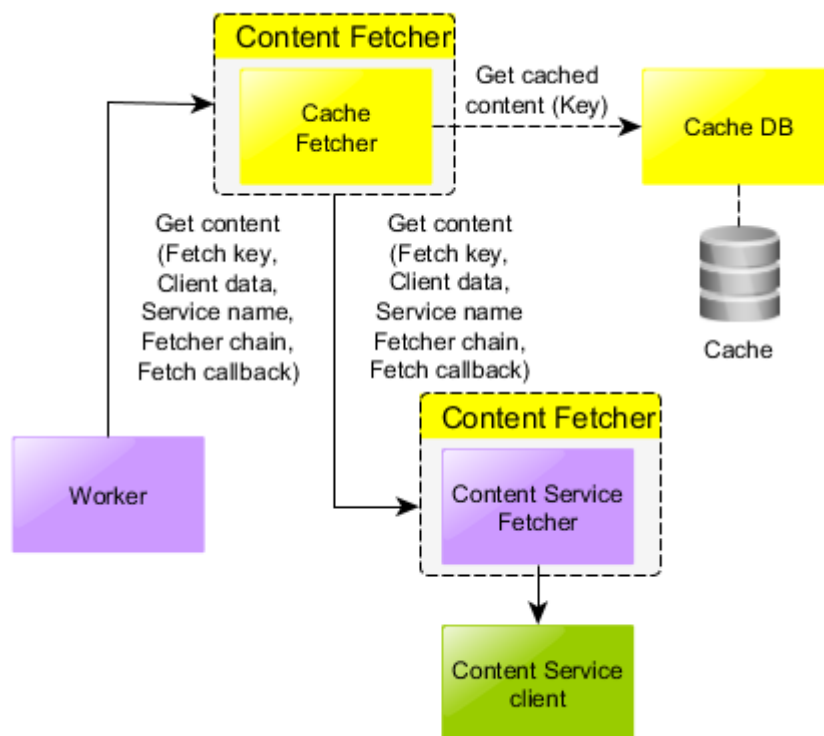 Content Fetcher
Cache
Fetcher
Get cached
content (Key)
Cache DB
Cache
Get content
(Fetch key,
Client data,
Service name,
Fetcher chain,
Fetch callback)
Get content
(Fetch key,
Client data,
Service name
Fetcher chain,
Fetch callback)
Worker
Content Fetcher
Content Service
Fetcher
Content Service
client